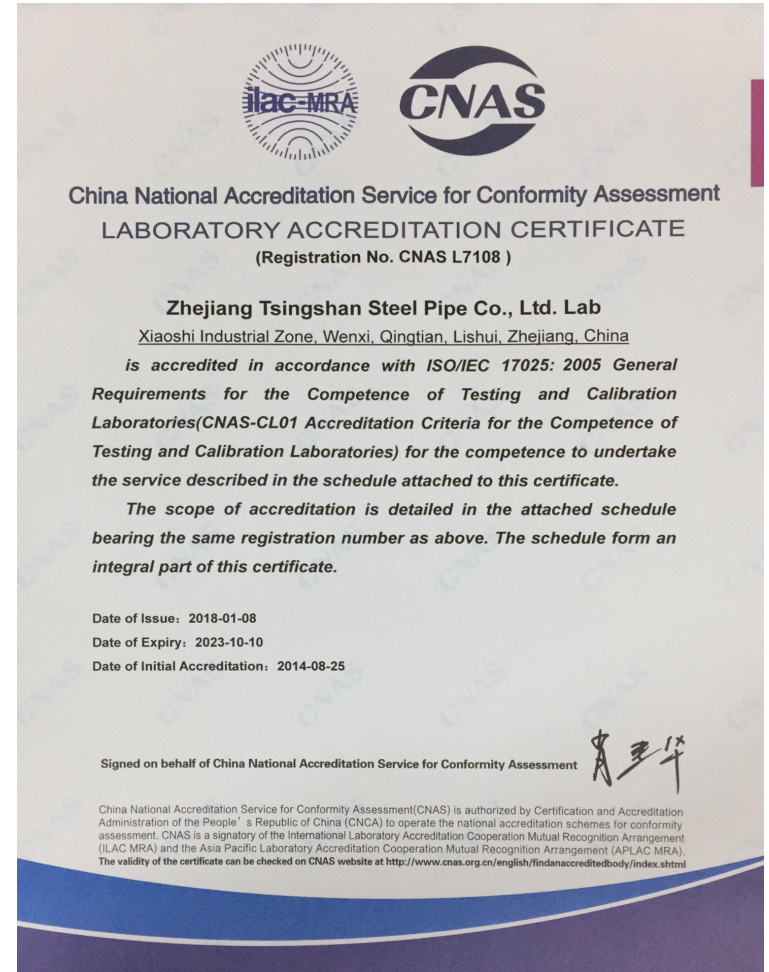 ilac-MRA
CNAS
China National Accreditation Service for Conformity Assessment
LABORATORY ACCREDITATION CERTIFICATE
(Registration No. CNAS L7108 )
Zhejiang Tsingshan Steel Pipe Co., Ltd. Lab
Xiaoshi Industrial Zone, Wenxi, Qingtian, Lishui, Zhejiang, China
is accredited in accordance with ISO/IEC 17025: 2005 General
Requirements for the Competence of Testing and Calibration
Laboratories(CNAS-CL01 Accreditation Criteria for the Competence of
Testing and Calibration Laboratories) for the competence to undertake
the service described in the schedule attached to this certificate.
The scope of accreditation is detailed in the attached schedule
bearing the same registration number as above. The schedule form an
integral part of this certificate.
Date of Issue: 2018-01-08
Date of Expiry: 2023-10-10
Date of Initial Accreditation: 2014-08-25
Signed on behalf of China National Accreditation Service for Conformity Assessment
China National Accreditation Service for Conformity Assessment(CNAS) is authorized by Certification and Accreditation
Administration of the People's Republic of China (CNCA) to operate the national accreditation schemes for conformity
assessment. CNAS is a signatory of the International Laboratory Accreditation Cooperation Mutual Recognition Arrangement
(ILAC MRA) and the Asia Pacific Laboratory Accreditation Cooperation Mutual Recognition Arrangement (APLAC MRA).
The validity of the certificate can be checked on CNAS website at http://www.cnas.org.cn/english/findanaccreditedbody/index.shtml